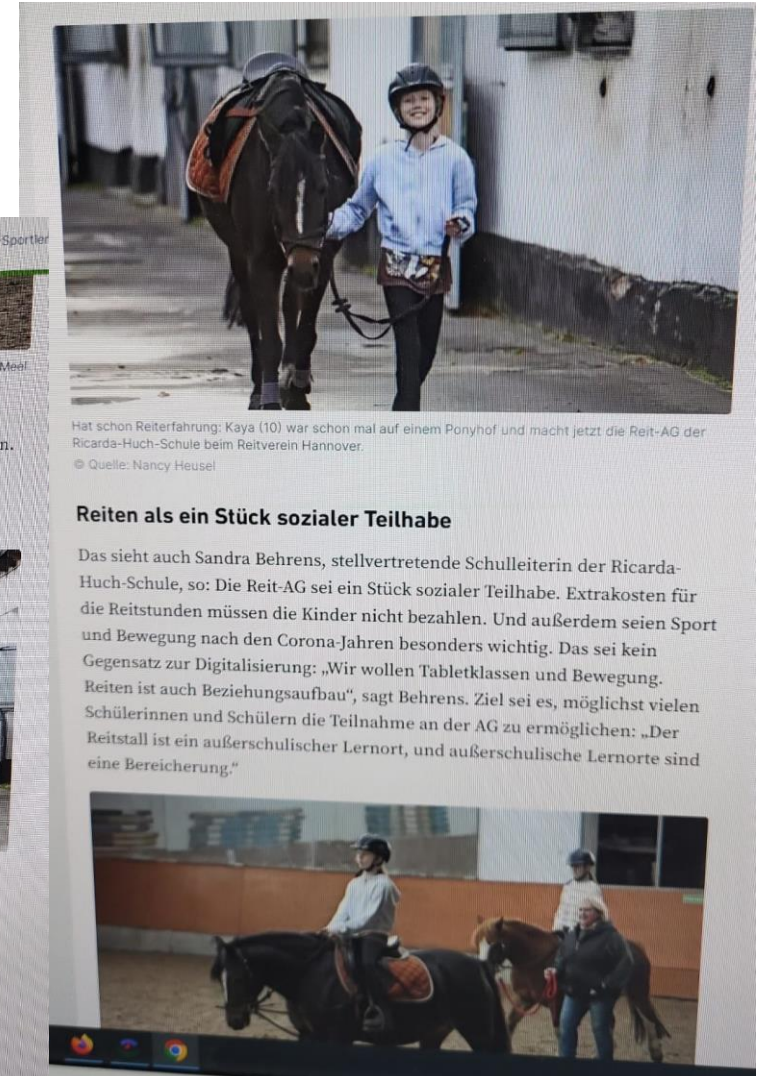 Sportler
Meel
n.
Hat schon Reiterfahrung: Kaya (10) war schon mal auf einem Ponyhof und macht jetzt die Reit-AG der
Ricarda-Huch-Schule beim Reitverein Hannover.
© Quelle: Nancy Heusel
Reiten als ein Stück sozialer Teilhabe
Das sieht auch Sandra Behrens, stellvertretende Schulleiterin der Ricarda-
Huch-Schule, so: Die Reit-AG sei ein Stück sozialer Teilhabe. Extrakosten für
die Reitstunden müssen die Kinder nicht bezahlen. Und außerdem seien Sport
und Bewegung nach den Corona-Jahren besonders wichtig. Das sei kein
Gegensatz zur Digitalisierung: „Wir wollen Tabletklassen und Bewegung.
Reiten ist auch Beziehungsaufbau“, sagt Behrens. Ziel sei es, möglichst vielen
Schülerinnen und Schülern die Teilnahme an der AG zu ermöglichen: „Der
Reitstall ist ein außerschulischer Lernort, und außerschulische Lernorte sind
eine Bereicherung.“